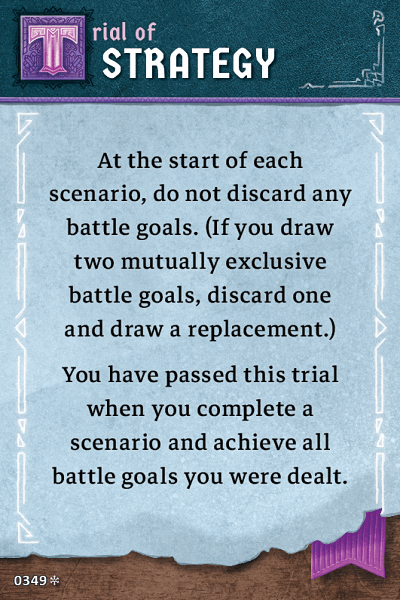 Trial of
STRATEGY
At the start of each
scenario, do not discard any
battle goals. (If you draw
two mutually exclusive
battle goals, discard one
and draw a replacement.)
You have passed this trial
when you complete a
scenario and achieve all
battle goals you were dealt.
0349✻